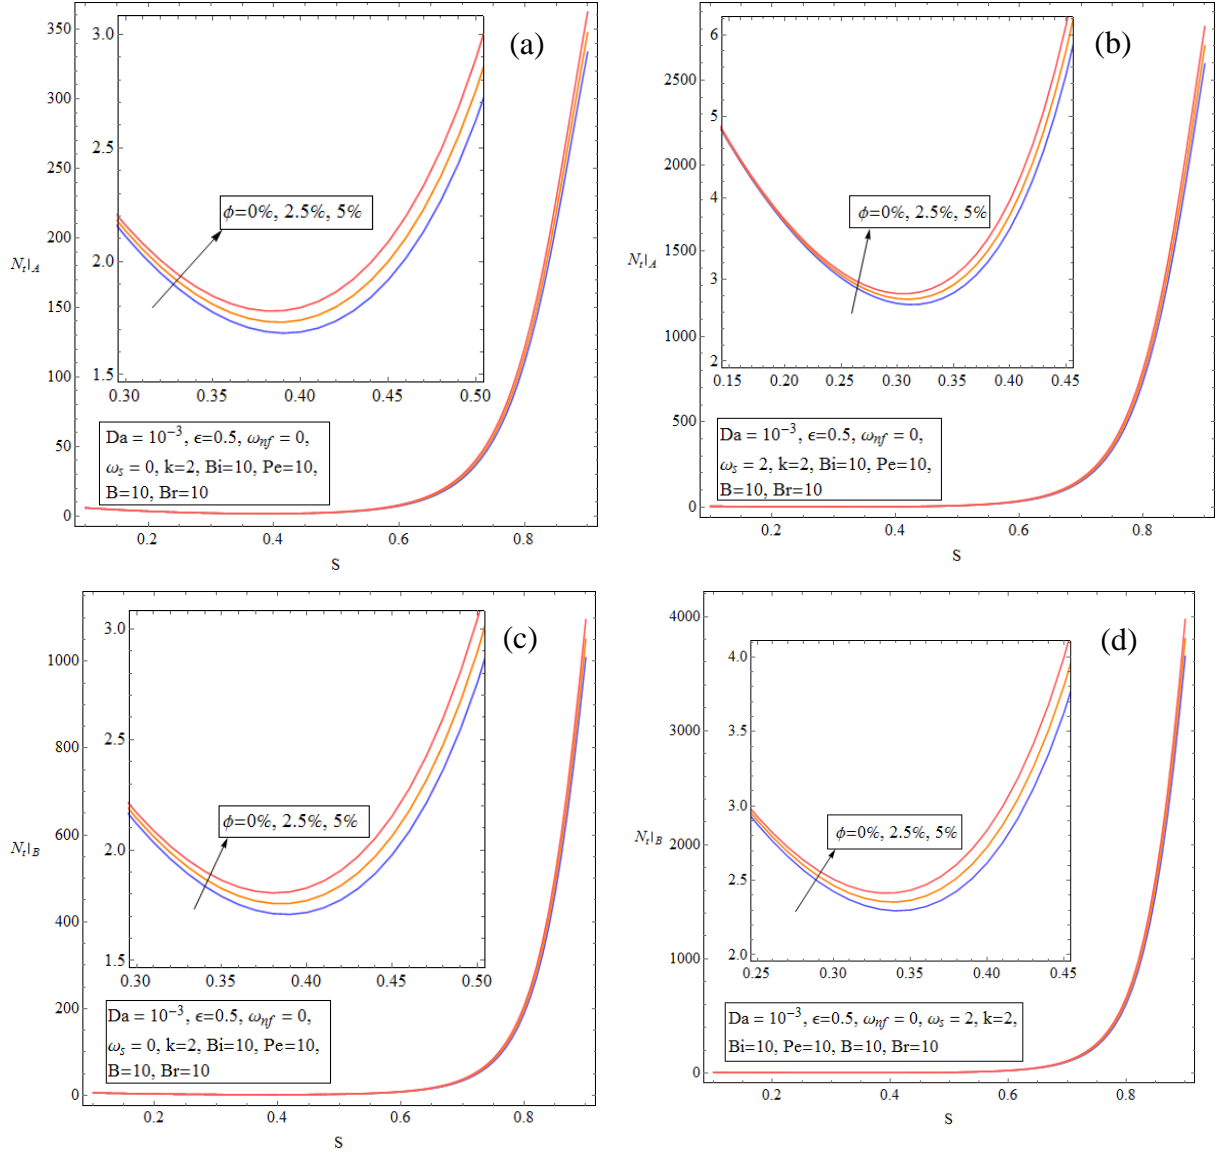 (a)
3.0
2.5
2.0
1.5
0.30 0.35 0.40 0.45 0.50
ϕ=0%, 2.5%, 5%
350
300
250
200
150
100
50
0
N_t|_A
Da = 10^{-3}, ϵ=0.5, ω_{nf} = 0,
ω_s = 0, k=2, Bi=10, Pe=10,
B=10, Br=10
0.2 0.4 0.6 0.8
S
(b)
6
5
4
3
2
0.15 0.20 0.25 0.30 0.35 0.40 0.45
ϕ=0%, 2.5%, 5%
2500
2000
1500
1000
500
0
N_t|_A
Da = 10^{-3}, ϵ=0.5, ω_{nf} = 0,
ω_s = 2, k=2, Bi=10, Pe=10,
B=10, Br=10
0.2 0.4 0.6 0.8
S
(c)
3.0
2.5
2.0
1.5
0.30 0.35 0.40 0.45 0.50
ϕ=0%, 2.5%, 5%
1000
800
600
400
200
0
N_t|_B
Da = 10^{-3}, ϵ=0.5, ω_{nf} = 0,
ω_s = 0, k=2, Bi=10, Pe=10,
B=10, Br=10
0.2 0.4 0.6 0.8
S
(d)
4.0
3.5
3.0
2.5
2.0
0.25 0.30 0.35 0.40 0.45
ϕ=0%, 2.5%, 5%
4000
3000
2000
1000
0
N_t|_B
Da = 10^{-3}, ϵ=0.5, ω_{nf} = 0, ω_s = 2, k=2,
Bi=10, Pe=10, B=10, Br=10
0.2 0.4 0.6 0.8
S